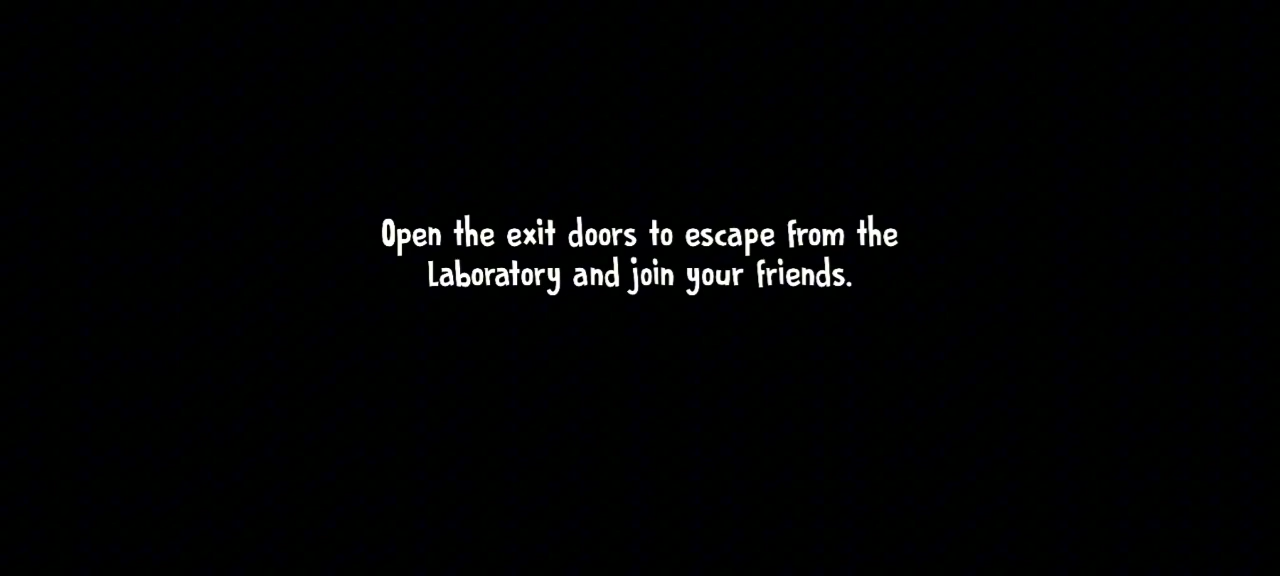 Open the exit doors to escape from the
Laboratory and join your friends.